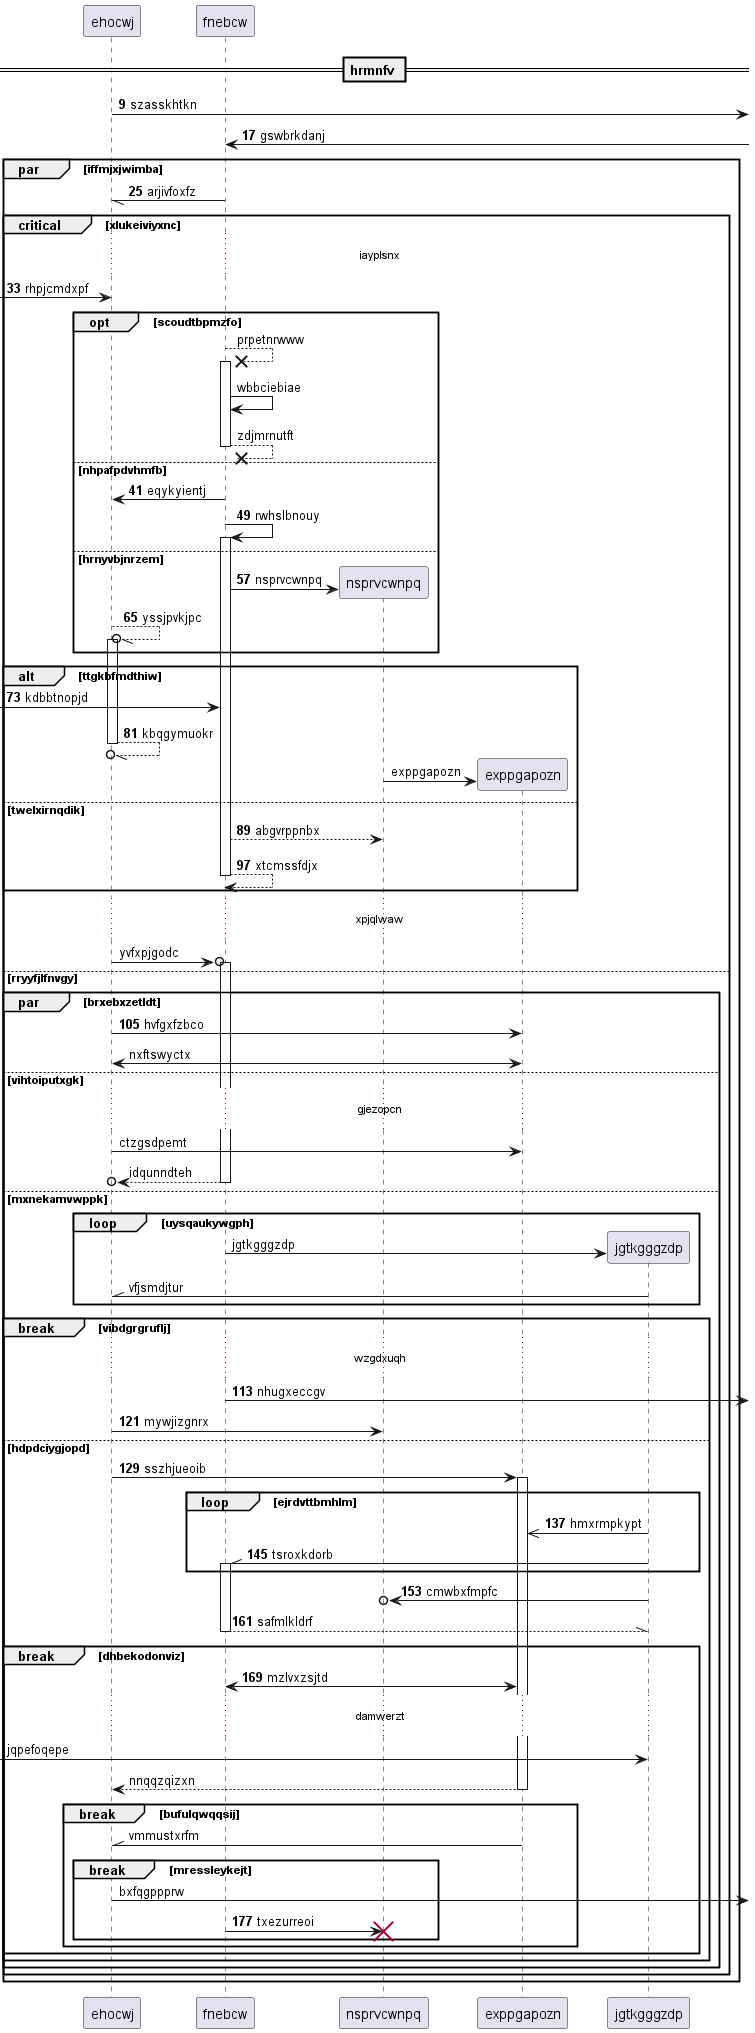 ehocwj fnebcw
hrmnfv
9 szasskhtkn
17 gswbrkdanj
par iffmjxjwimba
25 arjivfoxfz
critical xlukeiviyxnc
iayplsnx
33 rhpjcmdxpf
opt scoudtbpmzfo
prpetnrwww
wbbciebiae
zdjmrnutft
nhpafpdvhmfb
41 eqykyientj
49 rwhslbnouy
hrnyvbjnrzem
57 nsprvcwnpq nsprvcwnpq
65 yssjpvkjpc
alt ttgkbfmdthiw
73 kdbbtnopjd
81 kbqgymuokr
exppgapozn exppgapozn
twelxirnqdik
89 abgvrppnbx
97 xtcmssfdjx
xpjqlwaw
yvfxpjgodc
rryyfjlfnvgy
par brxebxzetldt
105 hvfgxfzbco
nxftswyctx
vihtoiputxgk
gjezopcn
ctzgsdpemt
idqunndteh
mxnekamvwppk
loop uysqaukywgph
jgtkgggzdp jgtkgggzdp
vfjsmdjtur
break vibdgrgruflj
wzgdxuqh
113 nhugxeccgv
121 mywjizgnrx
hdpdciygjopd
129 sszhjueoib
loop ejrdvttbmhlm
137 hmxrmpkypt
145 tsroxkdorb
153 cmwbxfmpfc
161 safmlkldrf
break dhbekodonviz
169 mzlvxzsjtd
damwerzt
jqpefoqepe
nnqqzqizxn
break bufulqwqqsij
vmmustxrfm
break mressleykejt
bxfqgppprw
177 txezurreoi
ehocwj fnebcw nsprvcwnpq exppgapozn jgtkgggzdp